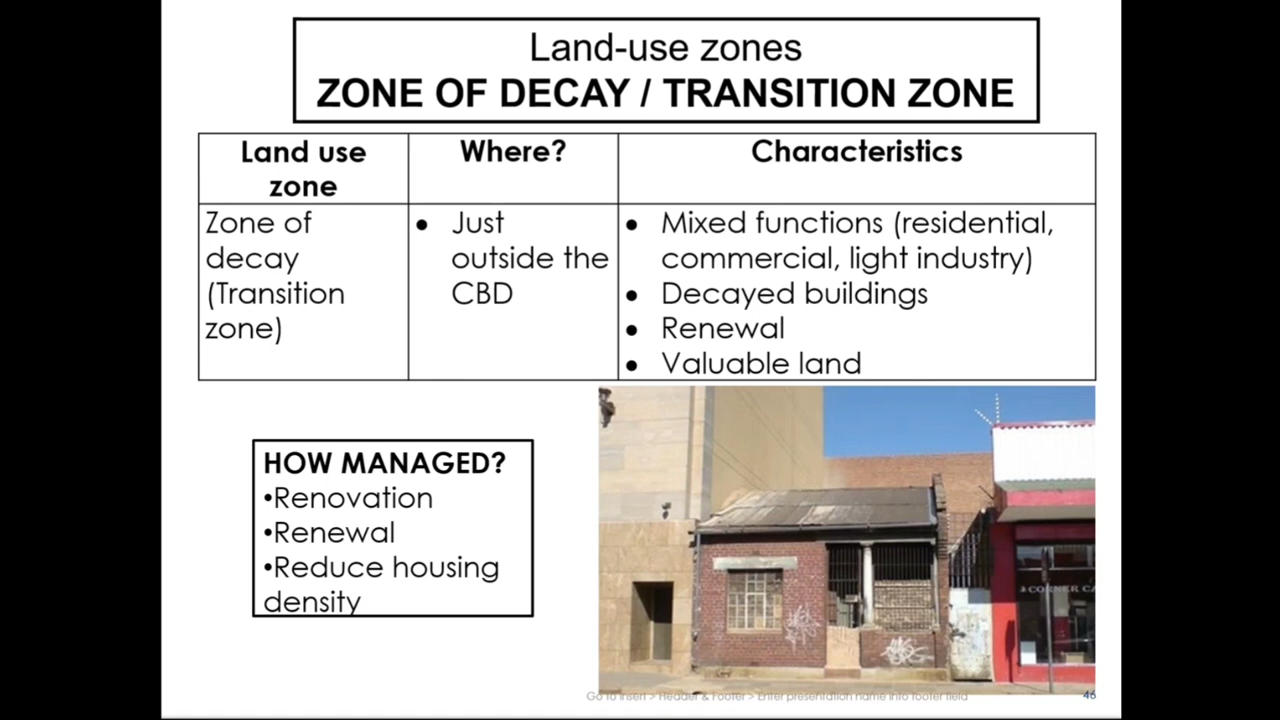 Land-use zones
ZONE OF DECAY / TRANSITION ZONE
Land use
zone
Where?
Characteristics
Zone of
decay
(Transition
zone)
• Just
outside the
CBD
• Mixed functions (residential,
commercial, light industry)
• Decayed buildings
• Renewal
• Valuable land
HOW MANAGED?
•Renovation
•Renewal
•Reduce housing
density
CORNER CA
Go to Insert > Header & Footer > Enter presentation name into footer field
46